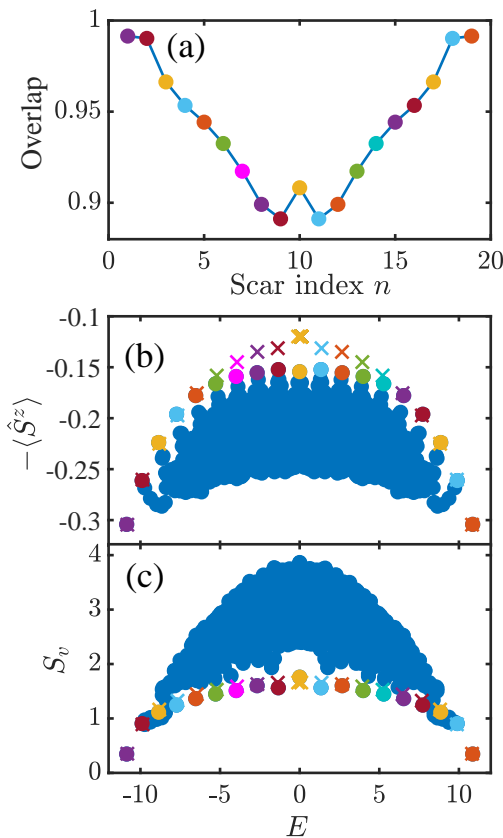 (a)
Overlap
1
0.95
0.9
0 5 10 15 20
Scar index n
(b)
−⟨Ŝᶻ⟩
-0.1
-0.15
-0.2
-0.25
-0.3
(c)
S_v
4
3
2
1
0
-10 -5 0 5 10
E